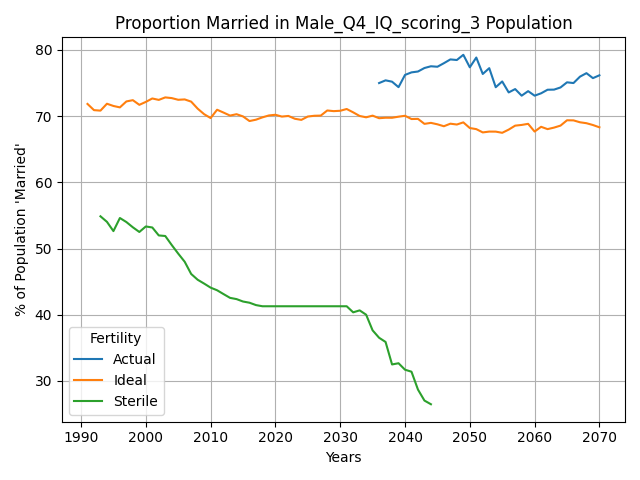 Proportion Married in Male_Q4_IQ_scoring_3 Population
% of Population 'Married'
80
70
60
50
40
30
Fertility
Actual
Ideal
Sterile
1990 2000 2010 2020 2030 2040 2050 2060 2070
Years